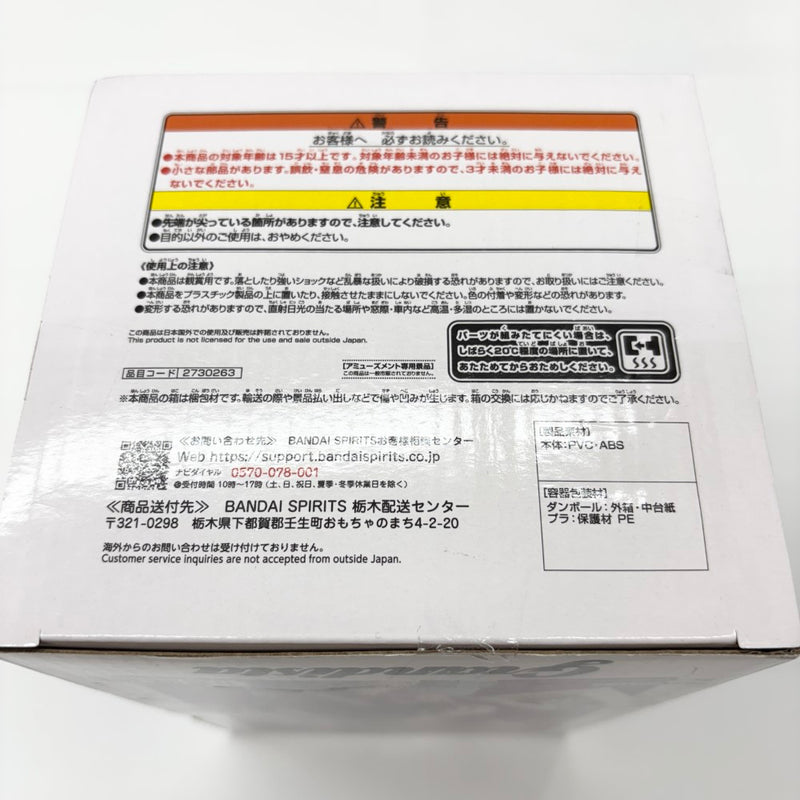 ⚠警 告
お客様へ 必ずお読みください。
●本商品の対象年齢は15才以上です。対象年齢未満のお子様には絶対に与えないでください。
●小さな部品があります。誤飲・窒息の危険がありますので、3才未満のお子様には絶対に与え
ないでください。
⚠注 意
●先端が尖っている箇所がありますので、注意してください。
●目的以外のご使用は、おやめください。
《使用上の注意》
●本商品は観賞用です。落としたり強いショックなど乱暴な扱いにより破損する恐れがありますので、お取り扱いにはご注意ください。
●本商品をプラスチック製品の上に置いたり、接触させたままにしないでください。色の付着や変形などの恐れがあります。
●変形する恐れがありますので、直射日光の当たる場所や窓際・車内など高温・多湿のところには置かないでください。
この商品は日本国外での使用及び販売は許諾されておりません。
This product is not licensed for the use and sale outside Japan.
パーツが組みたてにくい場合は、
しばらく20℃程度の場所に置いて、
あたためてからおためしください。
品目コード 2730263
【アミューズメント専用景品】
この商品は一般市販されておりません。
※本商品の箱は梱包材です。輸送の際や景品払い出しなどで傷や凹みが生じます。箱の交換には応じかねますのでご了承ください。
≪お問い合わせ先≫ BANDAI SPIRITSお客様相談センター
Web https://support.bandaispirits.co.jp
ナビダイヤル 0570-078-001
●受付時間 10時～17時(土、日、祝日、夏季・冬季休業日を除く)
≪商品送付先≫ BANDAI SPIRITS 栃木配送センター
〒321-0298 栃木県下都賀郡壬生町おもちゃのまち4-2-20
海外からのお問い合わせは受け付けておりません。
Customer service inquiries are not accepted from outside Japan.
【製品素材】
本体:PVC・ABS
【容器包装材】
ダンボール:外箱・中台紙
プラ:保護材 PE